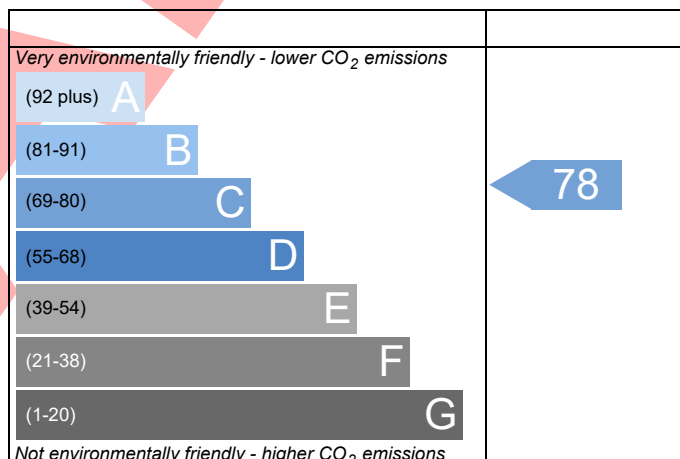 Very environmentally friendly - lower CO2 emissions
(92 plus) A
(81-91) B
(69-80) C
78
(55-68) D
(39-54) E
(21-38) F
(1-20) G
Not environmentally friendly - higher CO2 emissions